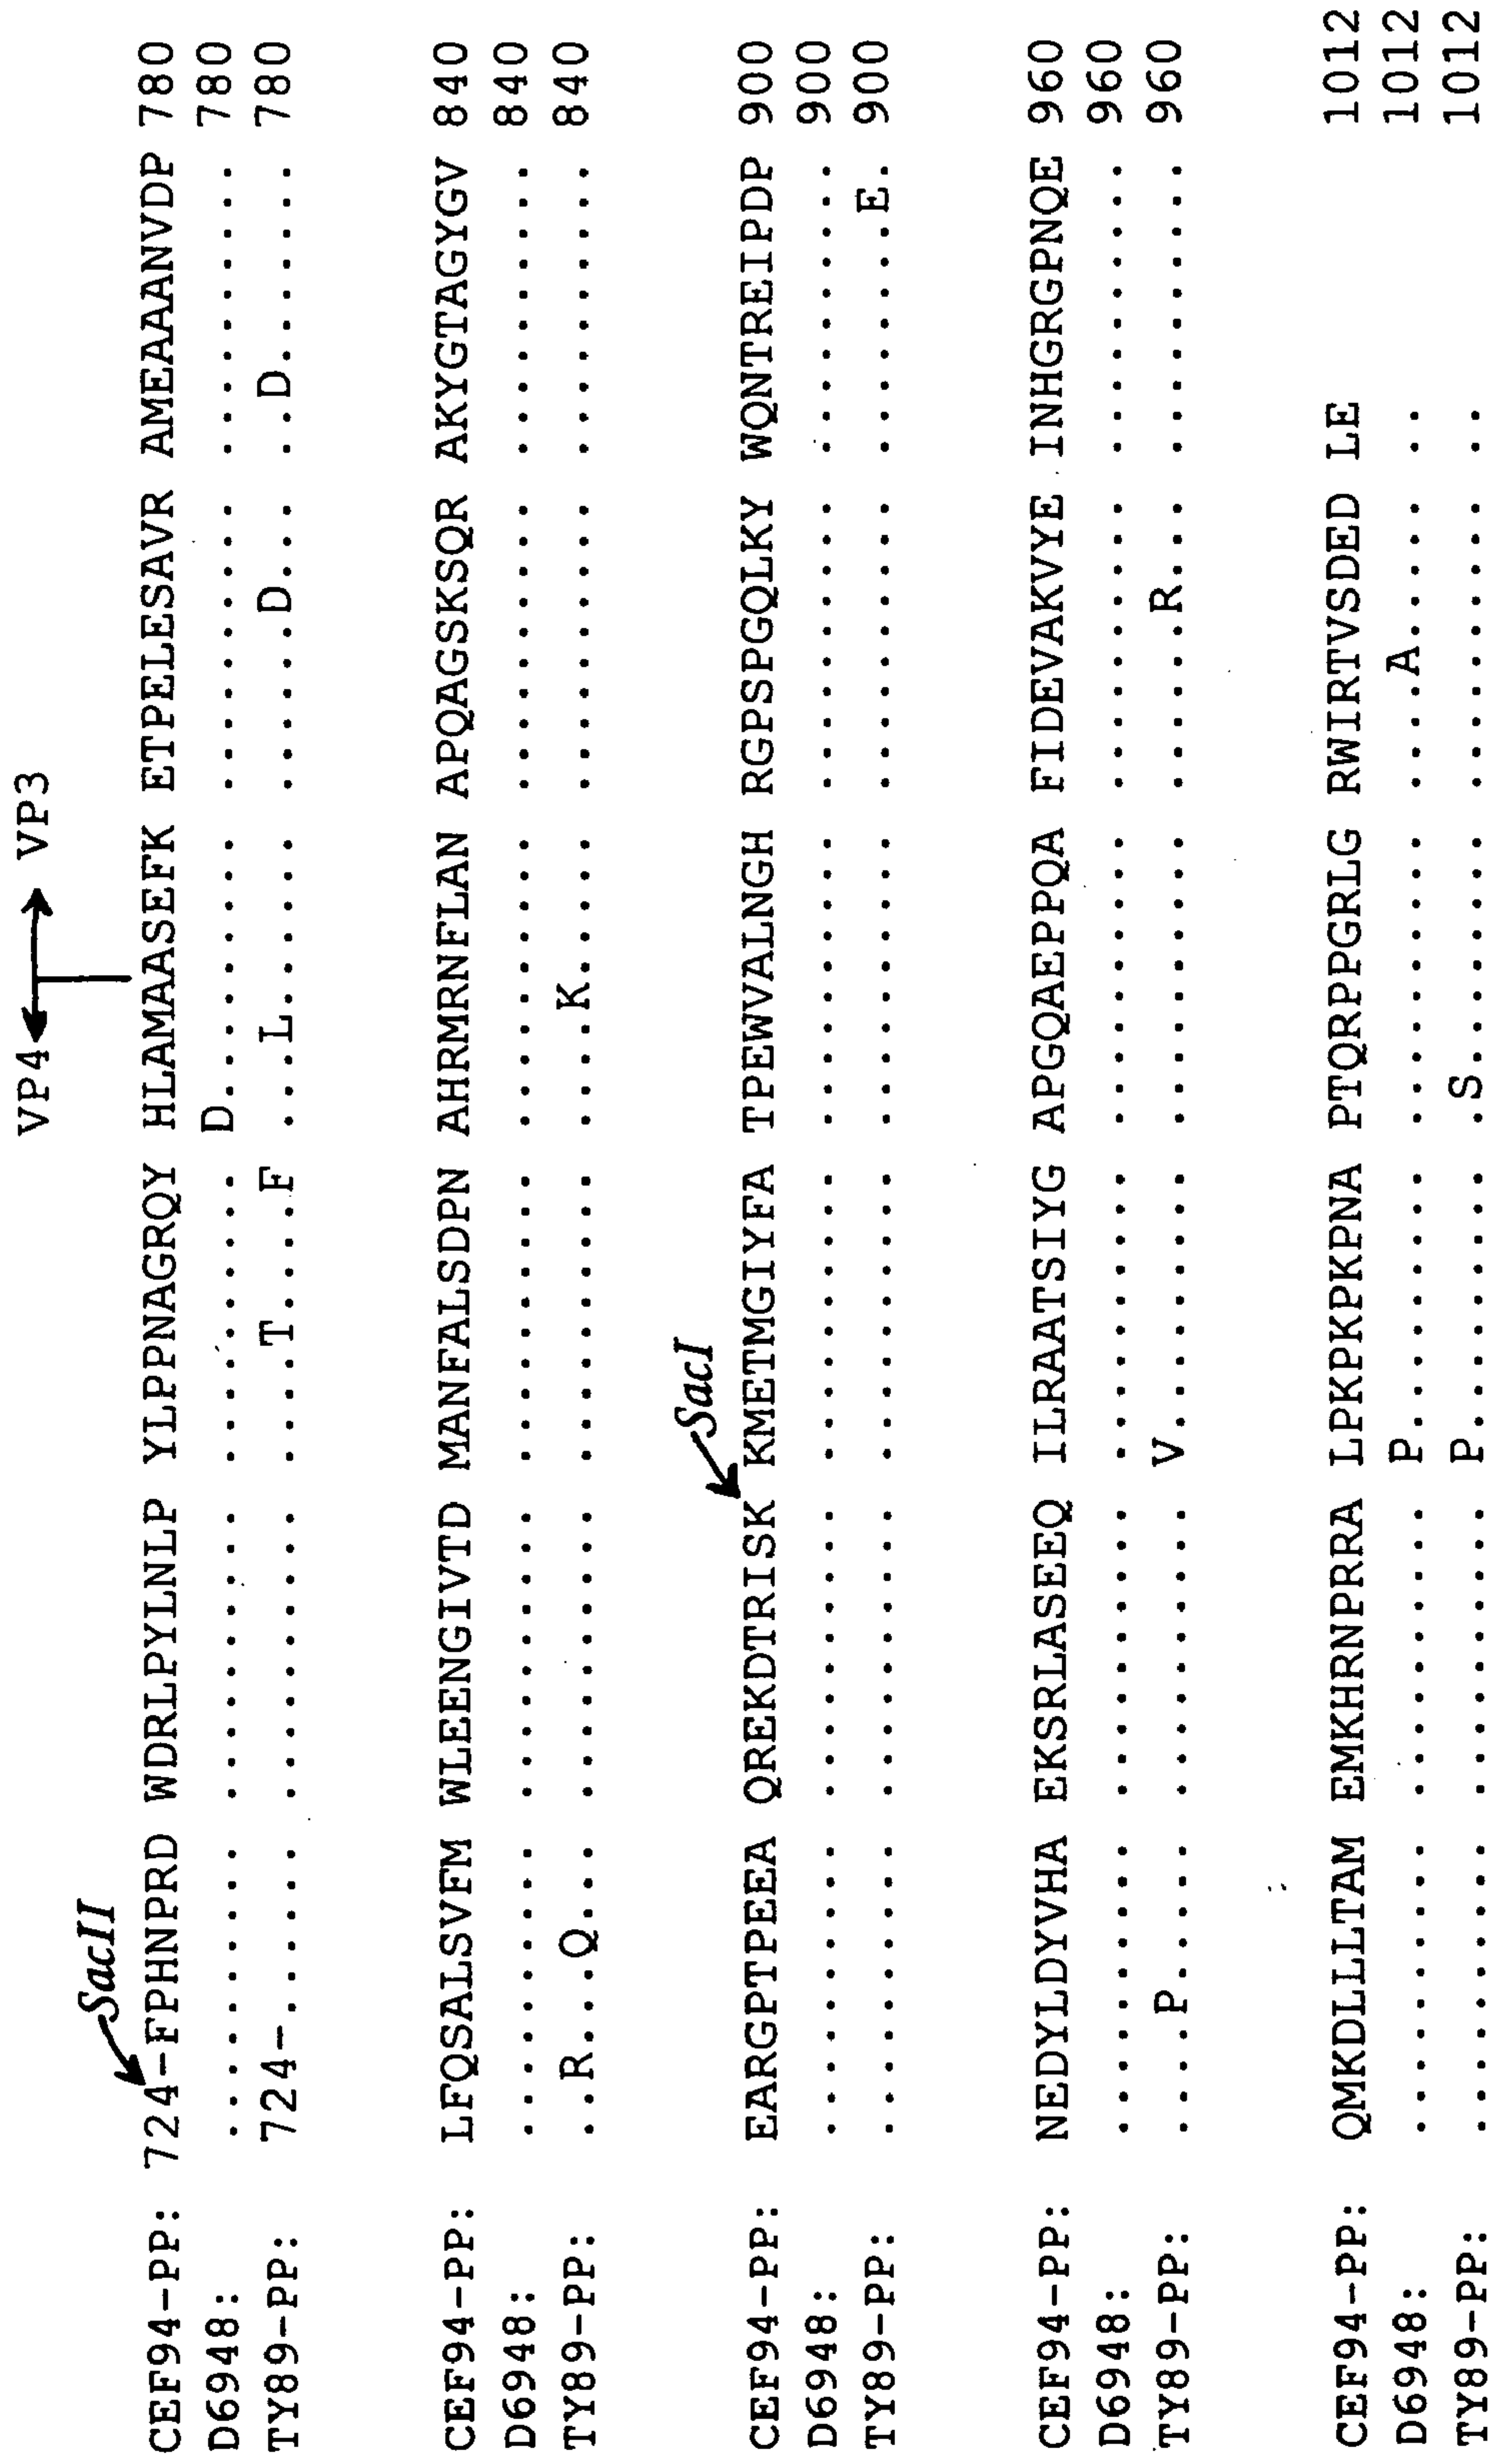 VP4 VP3
SacII
CEF94-PP: 724-FPHNPRD WDRLPYLNLP YLPPNAGRQY HLAMAASEFK ETPELESAVR AMEAAANVDP 780
D6948: .......... .......... .......... D......... .......... .......... 780
TY89-PP: 724-....... .......... ....T....F ...L...... ......D... ..D....... 780
CEF94-PP: LFQSALSVFM WLEENGIVTD MANFALSDPN AHRMRNFLAN APQAGSKSQR AKYGTAGYGV 840
D6948: .......... .......... .......... .......... .......... .......... 840
TY89-PP: ..R...Q... .......... .......... ....K..... .......... .......... 840
SacI
CEF94-PP: EARGPTPEEA QREKDTRISK KMETMGIYFA TPEWVALNGH RGPSPGQLKY WQNTREIPDP 900
D6948: .......... .......... .......... .......... .......... .......... 900
TY89-PP: .......... .......... .......... .......... .......... ........E. 900
CEF94-PP: NEDYLDYVHA EKSRLASEEQ ILRAATSIYG APGQAEPPQA FIDEVAKVYE INHGRGPNQE 960
D6948: .......... .......... .......... .......... .......... .......... 960
TY89-PP: ....P..... .......... V......... .......... ......R... .......... 960
CEF94-PP: QMKDLLLTAM EMKHRNPRRA LPKPKPKPNA PTQRPPGRLG RWIRTVSDED LE 1012
D6948: .......... .......... P......... .......... ....A..... .. 1012
TY89-PP: .......... .......... P......... .S........ .......... .. 1012